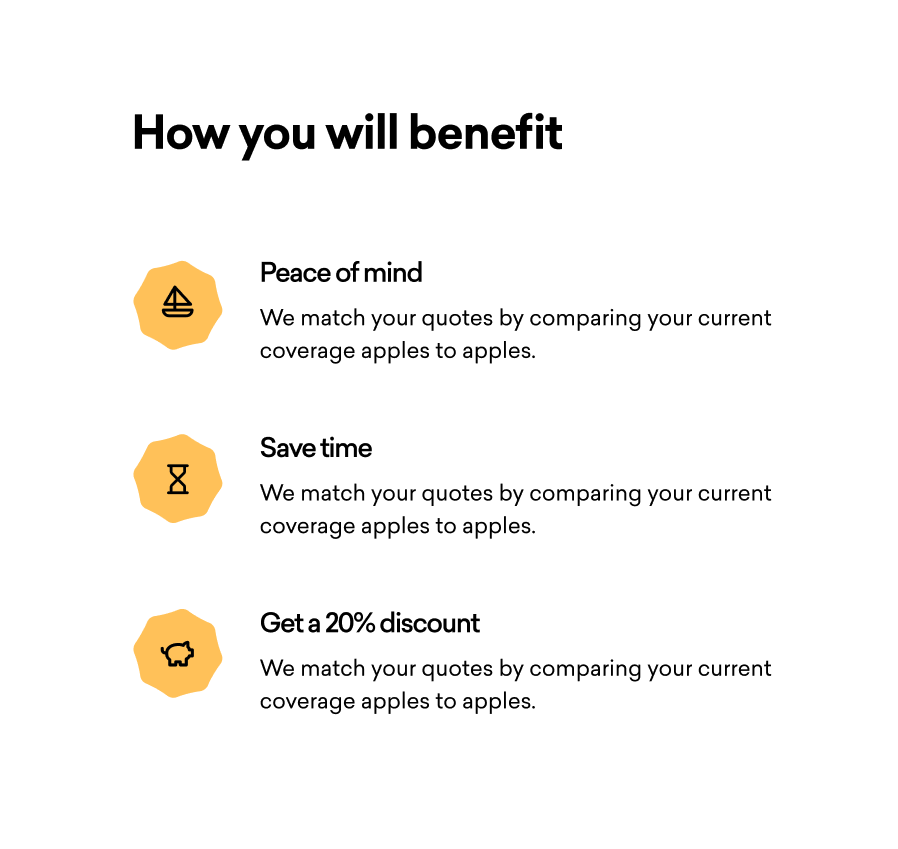 How you will benefit
Peace of mind
We match your quotes by comparing your current
coverage apples to apples.
Save time
We match your quotes by comparing your current
coverage apples to apples.
Get a 20% discount
We match your quotes by comparing your current
coverage apples to apples.